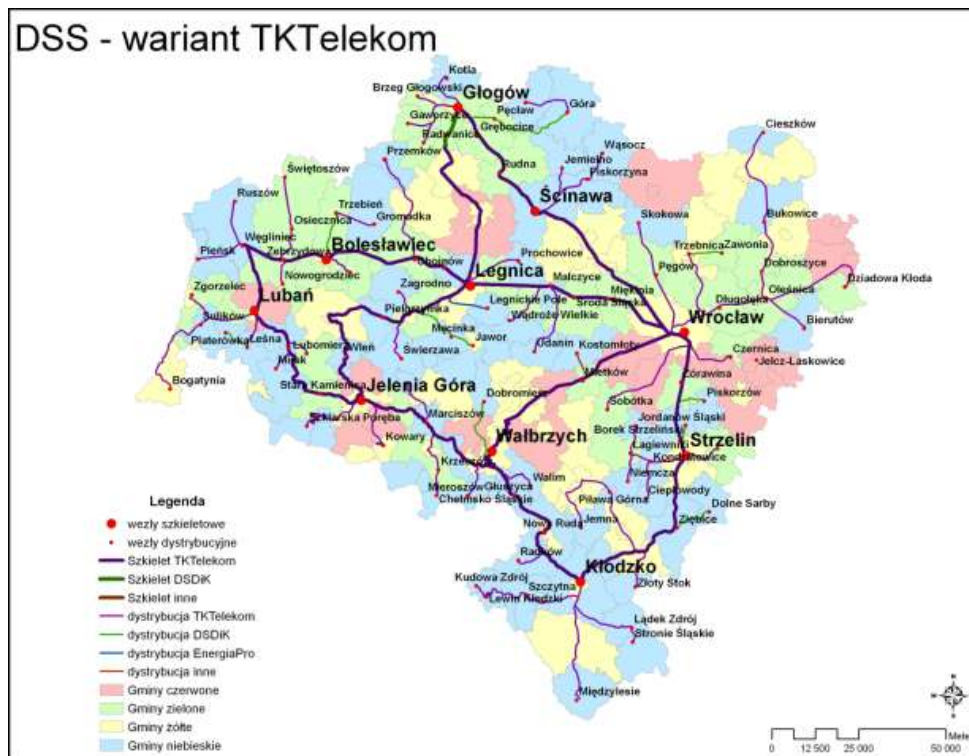 DSS - wariant TKTelekom
Kotla
Brzeg Głogowski
Głogów
Pęcław
Góra
Gaworzyce
Grębocice
Radwanice
Cieszków
Przemków
Rudna
Wąsocz
Jemielno
Piskorzyna
Świętoszów
Ścinawa
Ruszów
Trzebień
Osiecznica
Gromadka
Skokowa
Bukowice
Węgliniec
Bolesławiec
Prochowice
Trzebnica
Zawonia
Pieńsk
Zebrzydowa
Chojnów
Pęgów
Dobroszyce
Nowogrodziec
Legnica
Malczyce
Dziadowa Kłoda
Zgorzelec
Zagrodno
Miękinia
Oleśnica
Lubań
Legnickie Pole
Środa Śląska
Długołęka
Pielgrzymka
Wądroże Wielkie
Wrocław
Bierutów
Sulików
Męcinka
Platerówka
Leśna
Lubomierz
Jawor
Udanin
Kostomłoty
Wleń
Świerzawa
Czernica
Mirsk
Mietków
Żórawina
Jelcz-Laskowice
Bogatynia
Stara Kamienica
Jelenia Góra
Dobromierz
Sobótka
Piskorzów
Szklarska Poręba
Marciszów
Jordanów Śląski
Kowary
Wałbrzych
Borek Strzeliński
Strzelin
Łagiewniki
Kondratowice
Krzeszów
Walim
Niemcza
Mieroszów
Głuszyca
Ciepłowody
Chełmsko Śląskie
Piława Górna
Dolne Sarby
Nowa Ruda
Jemna
Ziębice
Radków
Kłodzko
Kudowa Zdrój
Szczytna
Złoty Stok
Lewin Kłodzki
Lądek Zdrój
Stronie Śląskie
Międzylesie
Legenda
węzły szkieletowe
węzły dystrybucyjne
Szkielet TKTelekom
Szkielet DSDiK
Szkielet inne
dystrybucja TKTelekom
dystrybucja DSDiK
dystrybucja EnergiaPro
dystrybucja inne
Gminy czerwone
Gminy zielone
Gminy żółte
Gminy niebieskie
N
W
E
S
0 12 500 25 000 50 000
Mete